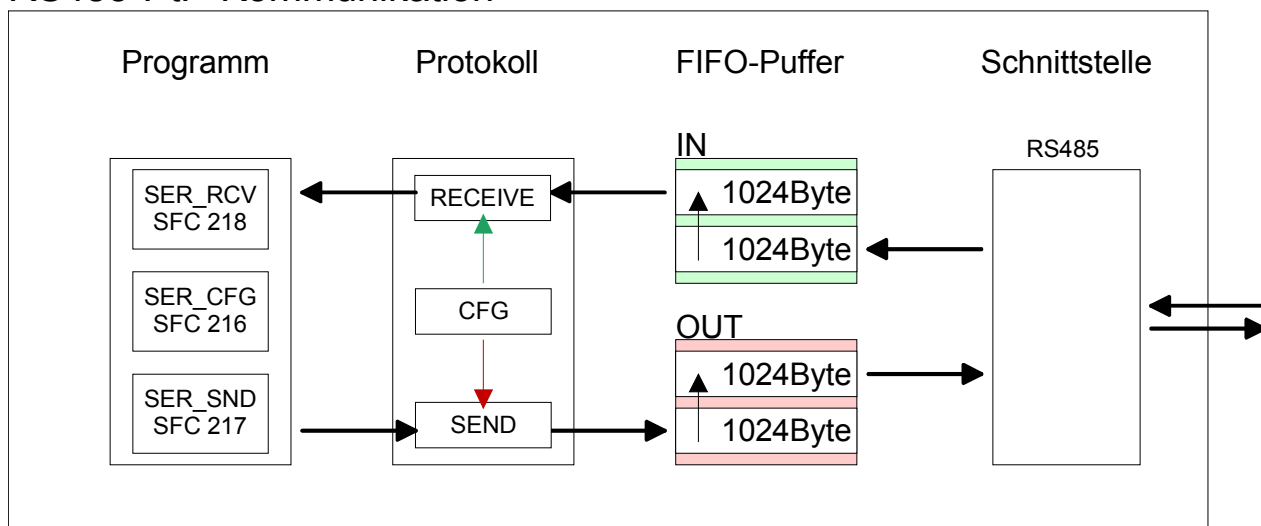 Programm
Protokoll
FIFO-Puffer
Schnittstelle
IN
RS485
SER_RCV
SFC 218
RECEIVE
1024Byte
1024Byte
SER_CFG
SFC 216
CFG
OUT
SER_SND
SFC 217
SEND
1024Byte
1024Byte